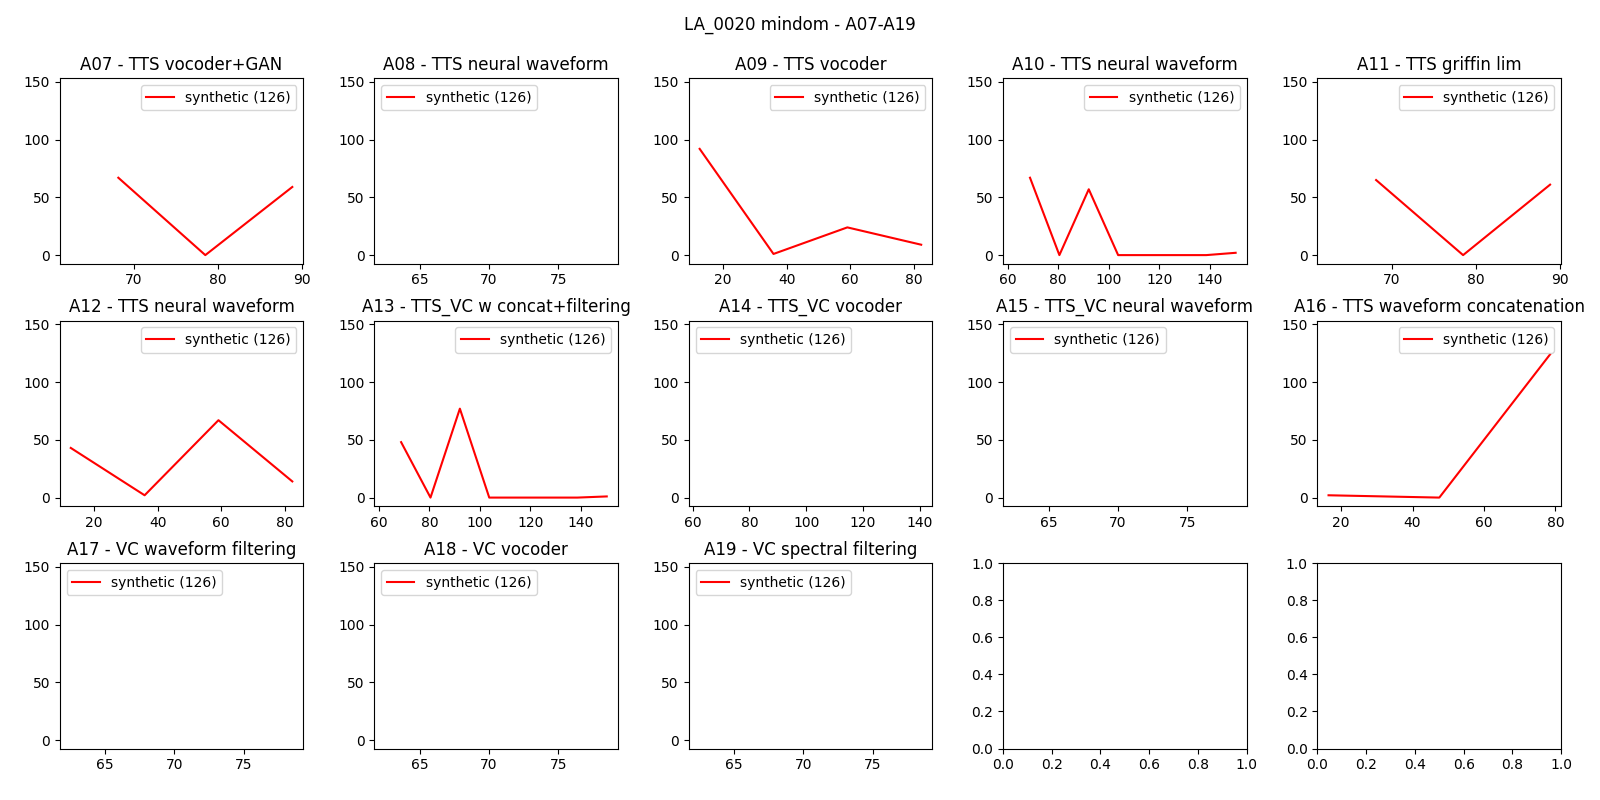 LA_0020 mindom - A07-A19
A07 - TTS vocoder+GAN
A08 - TTS neural waveform
A09 - TTS vocoder
A10 - TTS neural waveform
A11 - TTS griffin lim
synthetic (126)
synthetic (126)
synthetic (126)
synthetic (126)
synthetic (126)
150
100
50
0
150
100
50
0
150
100
50
0
150
100
50
0
150
100
50
0
70 80 90
65 70 75
20 40 60 80
60 80 100 120 140
70 80 90
A12 - TTS neural waveform
A13 - TTS_VC w concat+filtering
A14 - TTS_VC vocoder
A15 - TTS_VC neural waveform
A16 - TTS waveform concatenation
synthetic (126)
synthetic (126)
synthetic (126)
synthetic (126)
synthetic (126)
150
100
50
0
150
100
50
0
150
100
50
0
150
100
50
0
150
100
50
0
20 40 60 80
60 80 100 120 140
60 80 100 120 140
65 70 75
20 40 60 80
A17 - VC waveform filtering
A18 - VC vocoder
A19 - VC spectral filtering
synthetic (126)
synthetic (126)
synthetic (126)
150
100
50
0
150
100
50
0
150
100
50
0
1.0
0.8
0.6
0.4
0.2
0.0
1.0
0.8
0.6
0.4
0.2
0.0
65 70 75
65 70 75
65 70 75
0.0 0.2 0.4 0.6 0.8 1.0
0.0 0.2 0.4 0.6 0.8 1.0